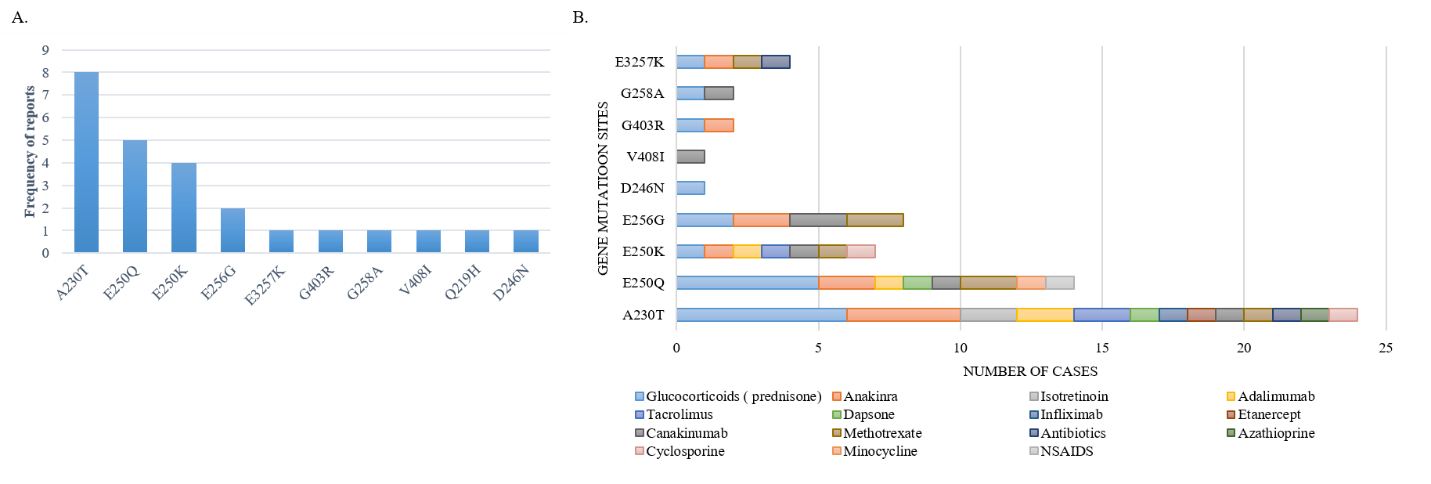 A.
Frequency of reports
9
8
7
6
5
4
3
2
1
0
A230T
E250Q
E250K
E256G
E3257K
G403R
G258A
V408I
Q219H
D246N
B.
GENE MUTATIOON SITES
E3257K
G258A
G403R
V408I
D246N
E256G
E250K
E250Q
A230T
0 5 10 15 20 25
NUMBER OF CASES
Glucocorticoids ( prednisone) Anakinra Isotretinoin Adalimumab
Tacrolimus Dapsone Infliximab Etanercept
Canakinumab Methotrexate Antibiotics Azathioprine
Cyclosporine Minocycline NSAIDS